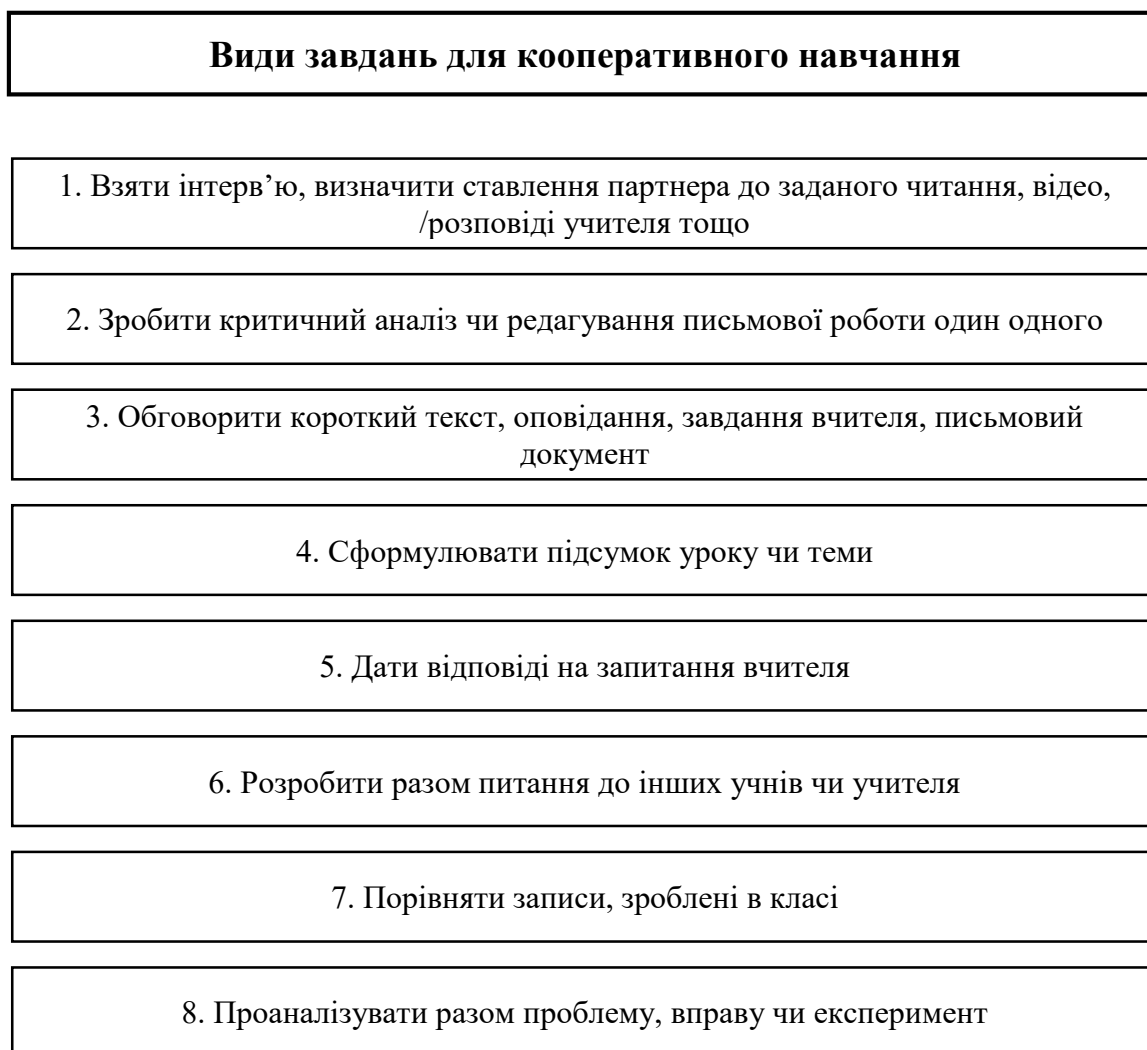 Види завдань для кооперативного навчання
1. Взяти інтерв’ю, визначити ставлення партнера до заданого читання, відео,
/розповіді учителя тощо
2. Зробити критичний аналіз чи редагування письмової роботи один одного
3. Обговорити короткий текст, оповідання, завдання вчителя, письмовий
документ
4. Сформулювати підсумок уроку чи теми
5. Дати відповіді на запитання вчителя
6. Розробити разом питання до інших учнів чи учителя
7. Порівняти записи, зроблені в класі
8. Проаналізувати разом проблему, вправу чи експеримент